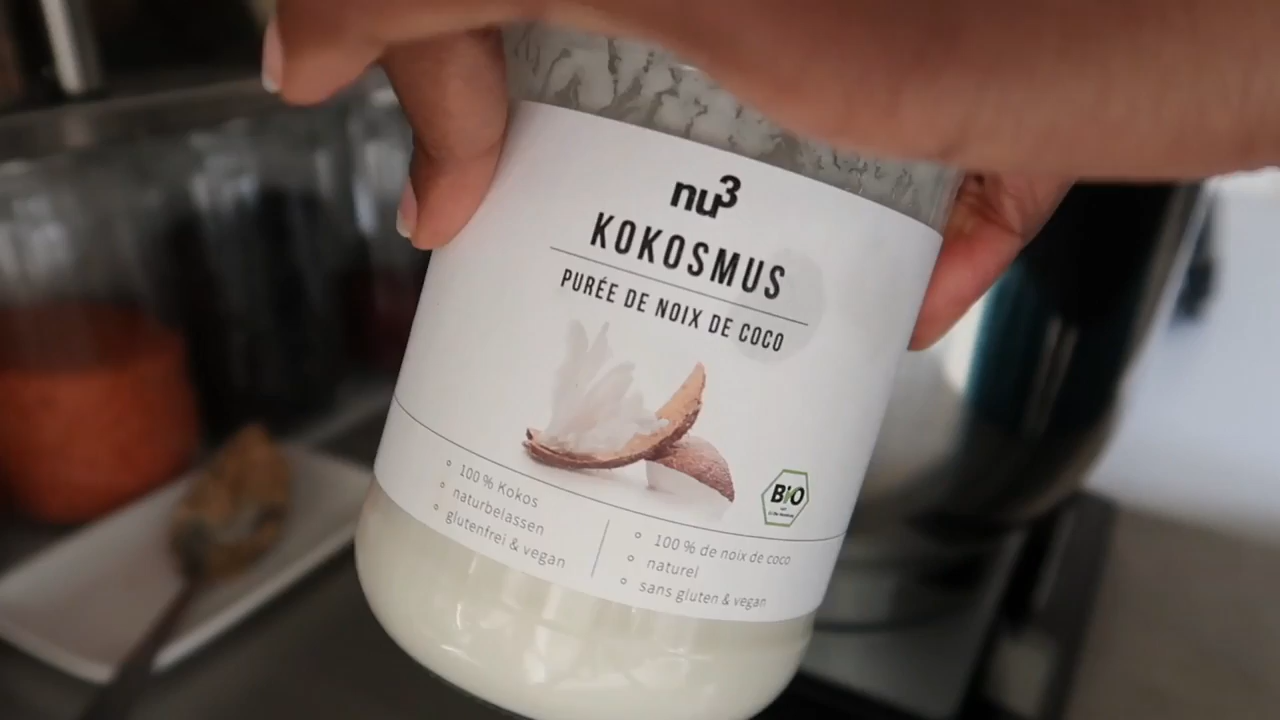 nu3
KOKOSMUS
PURÉE DE NOIX DE COCO
100 % Kokos
naturbelassen
glutenfrei & vegan
100 % de noix de coco
naturel
sans gluten & vegan
BIO